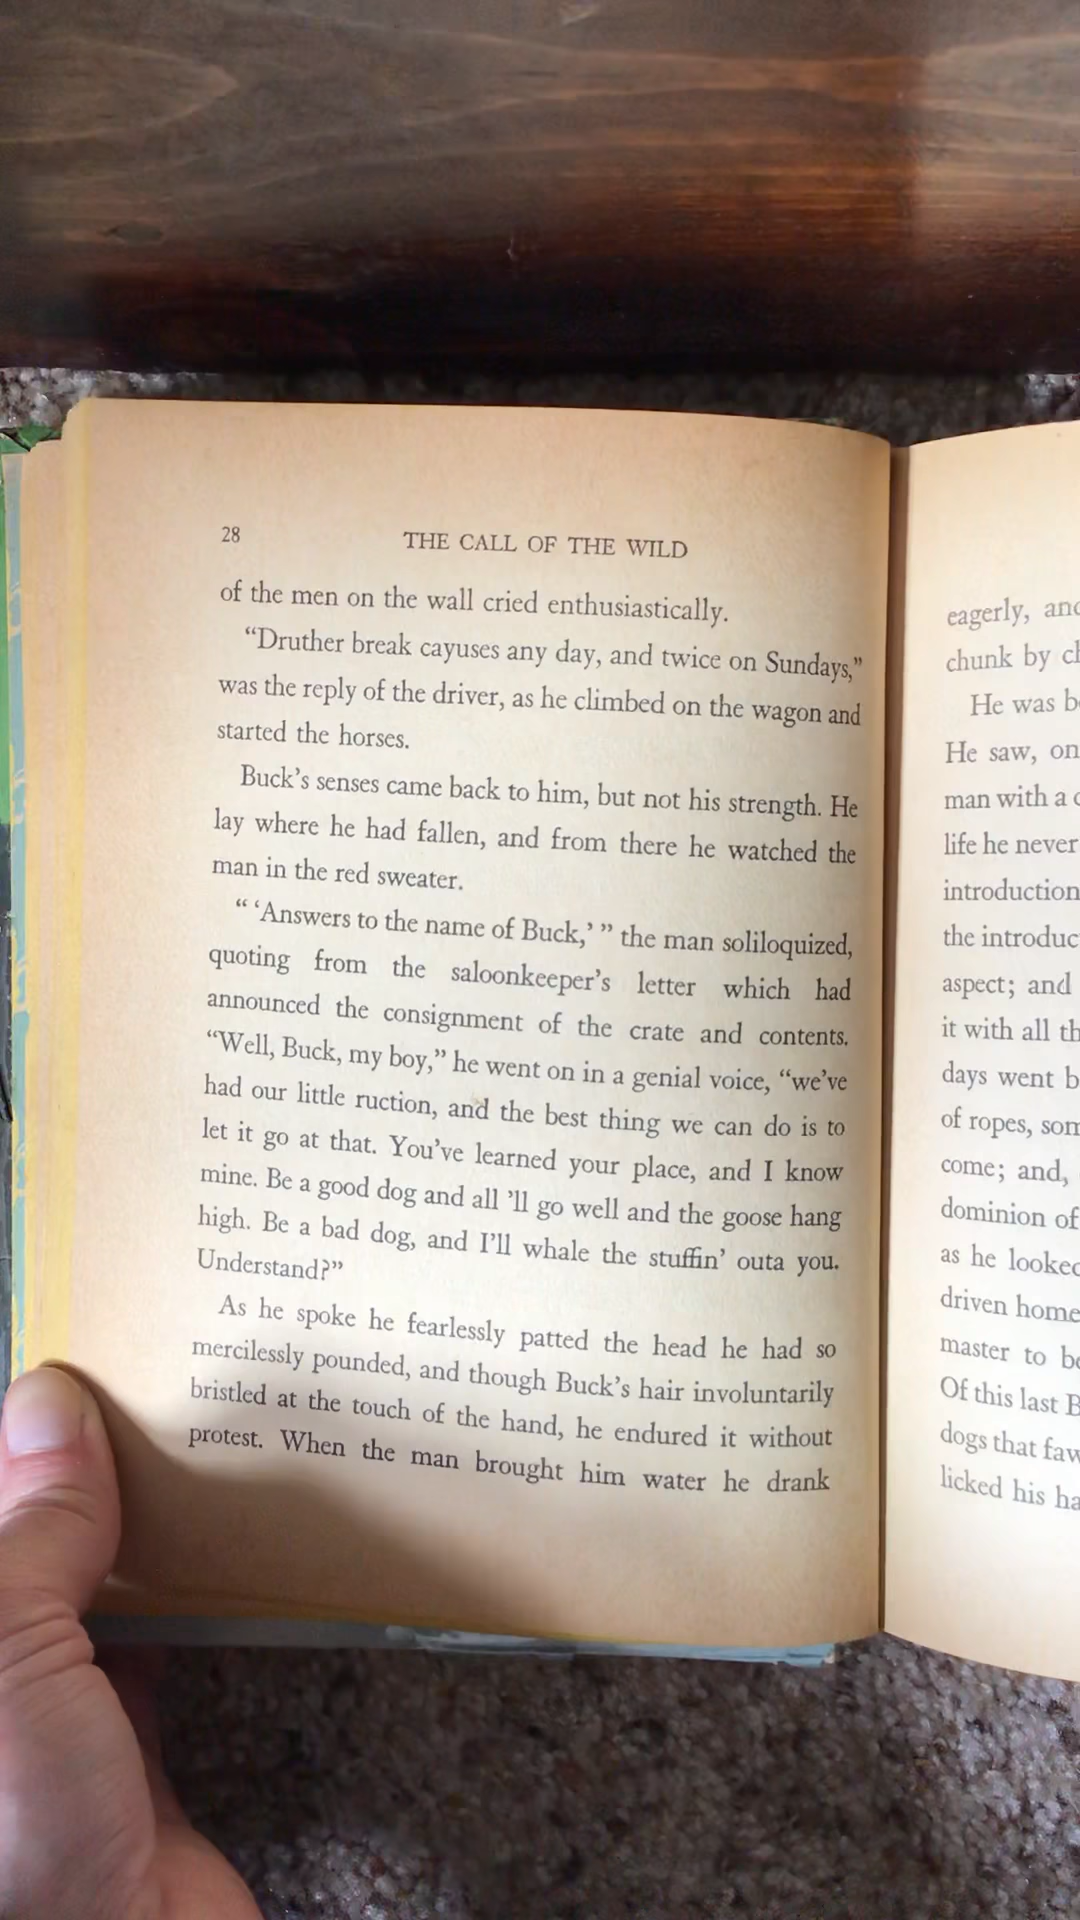 28
THE CALL OF THE WILD
of the men on the wall cried enthusiastically.
“Druther break cayuses any day, and twice on Sundays,”
was the reply of the driver, as he climbed on the wagon and
started the horses.
Buck’s senses came back to him, but not his strength. He
lay where he had fallen, and from there he watched the
man in the red sweater.
“ ‘Answers to the name of Buck,’ ” the man soliloquized,
quoting from the saloonkeeper’s letter which had
announced the consignment of the crate and contents.
“Well, Buck, my boy,” he went on in a genial voice, “we’ve
had our little ruction, and the best thing we can do is to
let it go at that. You’ve learned your place, and I know
mine. Be a good dog and all ’ll go well and the goose hang
high. Be a bad dog, and I’ll whale the stuffin’ outa you.
Understand?”
As he spoke he fearlessly patted the head he had so
mercilessly pounded, and though Buck’s hair involuntarily
bristled at the touch of the hand, he endured it without
protest. When the man brought him water he drank
eagerly,
chunk by
He was
He saw, on
man with a
life he never
introduction
the
aspect; and
it with all
days went
of ropes,
come; and,
dominion of
as he
driven home
master to
Of this last
dogs that
licked his